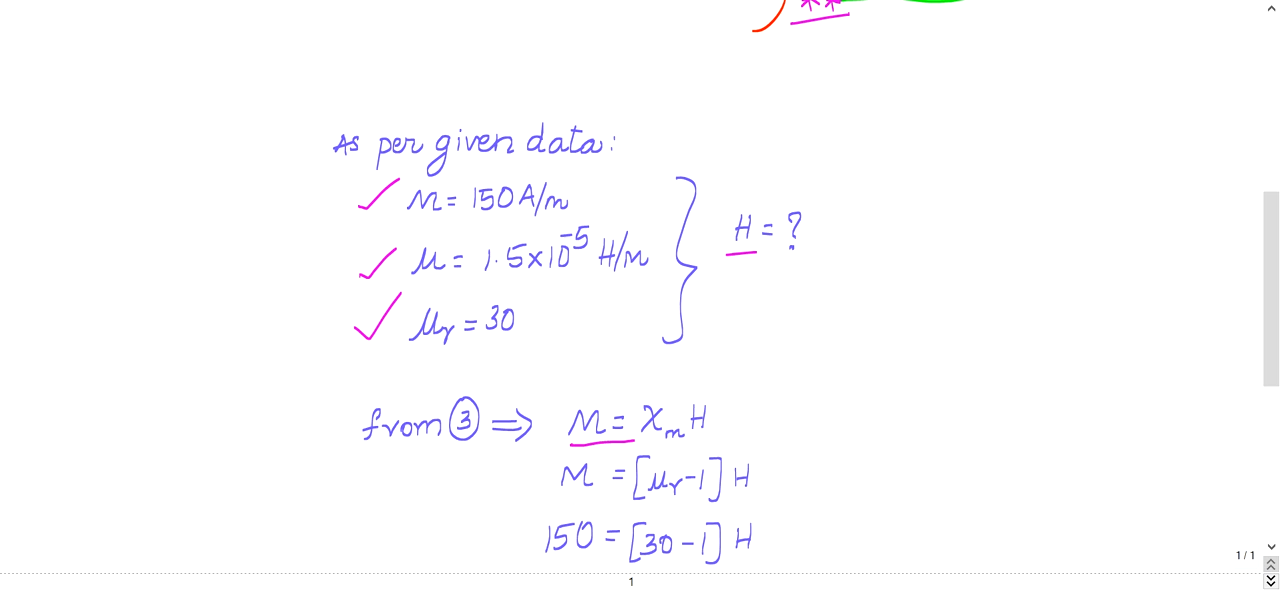 **
As per given data:
M = 150 A/m
μ = 1.5×10⁻⁵ H/m
μᵣ = 30
H = ?
from ③ ⇒ M = χₘ H
M = [μᵣ-1] H
150 = [30-1] H
1 / 1
1